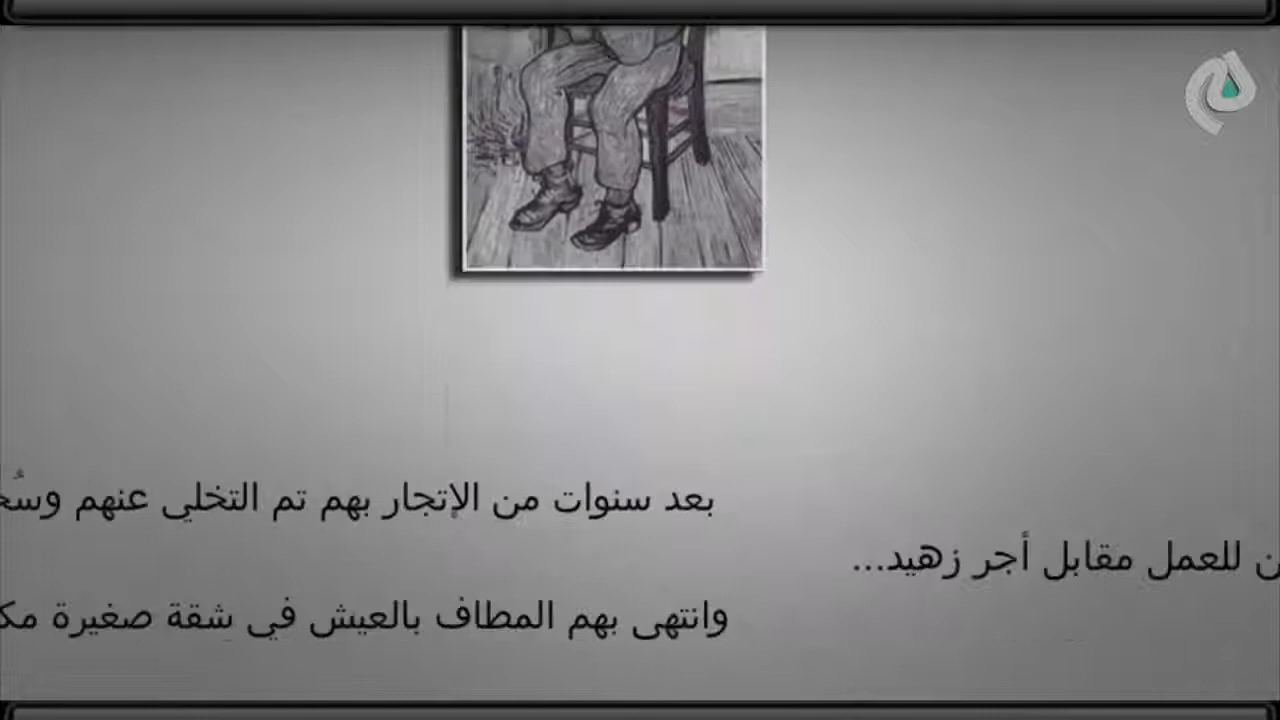 بعد سنوات من الإتجار بهم تم التخلي عنهم
للعمل مقابل أجر زهيد...
وانتهى بهم المطاف بالعيش في شقة صغيرة